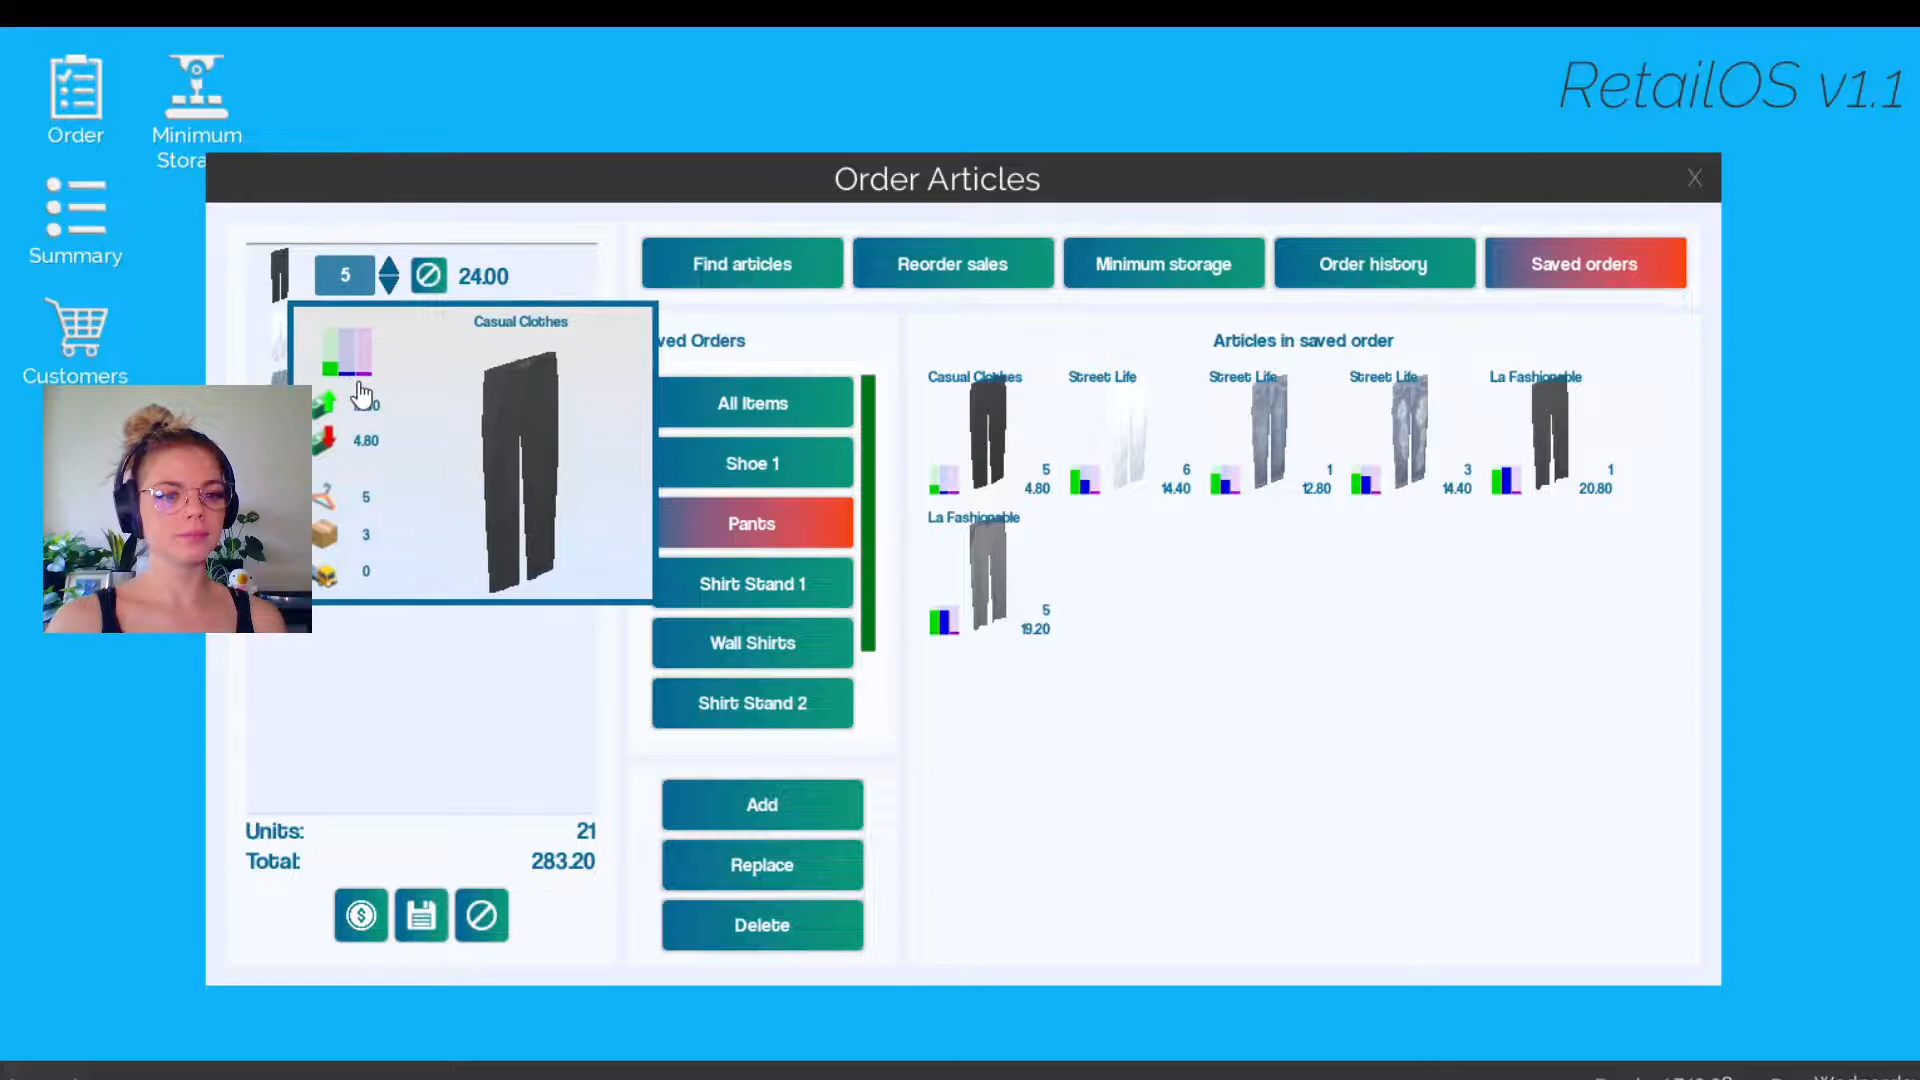 RetailOS v1.1
Order
Minimum
Summary
Customers
Order Articles
X
5
24.00
Find articles
Reorder sales
Minimum storage
Order history
Saved orders
Casual Clothes
4.80
5
3
0
Orders
All Items
Shoe 1
Pants
Shirt Stand 1
Wall Shirts
Shirt Stand 2
Add
Replace
Delete
Articles in saved order
Casual Clothes
5
4.80
Street Life
6
14.40
Street Life
1
12.80
Street Life
3
14.40
La Fashionable
1
20.80
La Fashionable
5
19.20
Units: 21
Total: 283.20